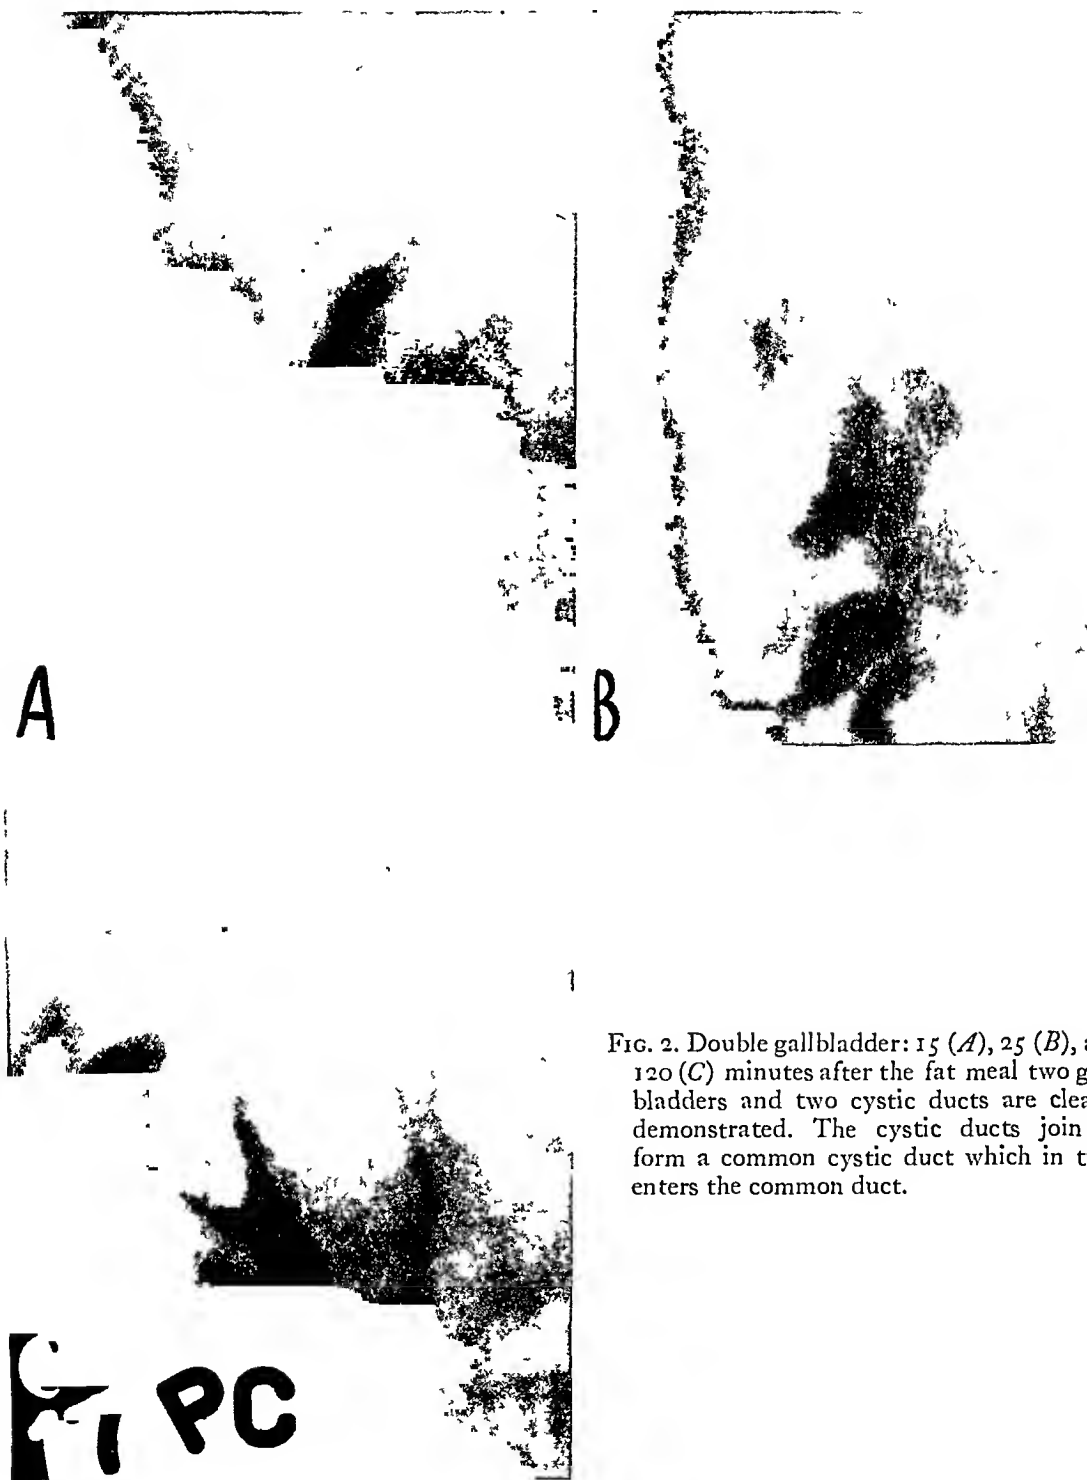 A
B
PC
FIG. 2. Double gallbladder: 15 (A), 25 (B),
120 (C) minutes after the fat meal two
bladders and two cystic ducts are
demonstrated. The cystic ducts join
form a common cystic duct which in
enters the common duct.